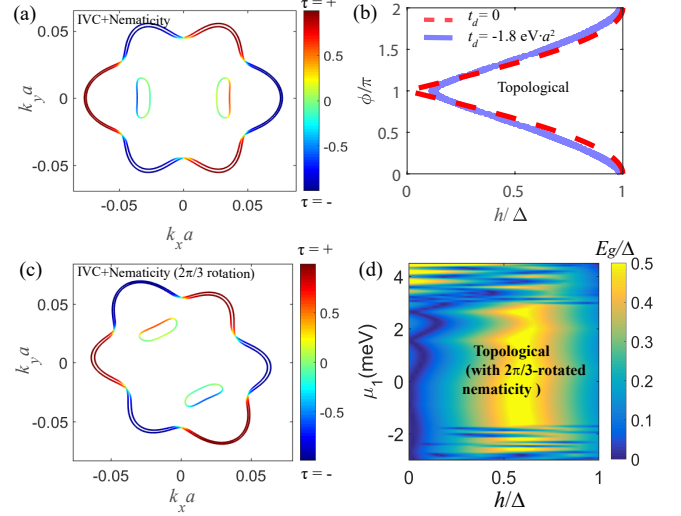 (a)
IVC+Nematicity
τ = +
0.05
0
-0.05
k_y a
-0.05
0
0.05
k_x a
0.5
0
-0.5
τ = -
(b)
t_d= 0
t_d= -1.8 eV·a²
Topological
2
1.5
1
0.5
0
ϕ/π
0
0.5
1
h/Δ
(c)
IVC+Nematicity (2π/3 rotation)
τ = +
0.05
0
-0.05
k_y a
-0.05
0
0.05
k_x a
0.5
0
-0.5
τ = -
(d)
Eg/Δ
4
2
0
-2
μ_1(meV)
Topological
(with 2π/3-rotated
nematicity )
0
0.5
1
h/Δ
0.5
0.4
0.3
0.2
0.1
0